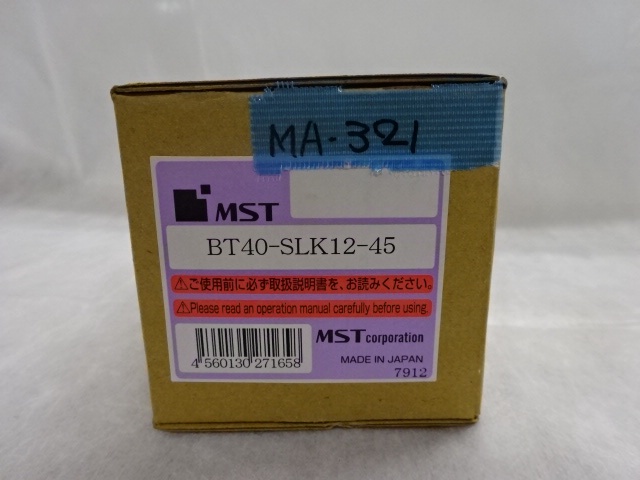 MA-321
MST
BT40-SLK12-45
⚠ご使用前に必ず取扱説明書を、お読みください。
⚠Please read an operation manual carefully before using.
4 560130 271658
MST corporation
MADE IN JAPAN
7912